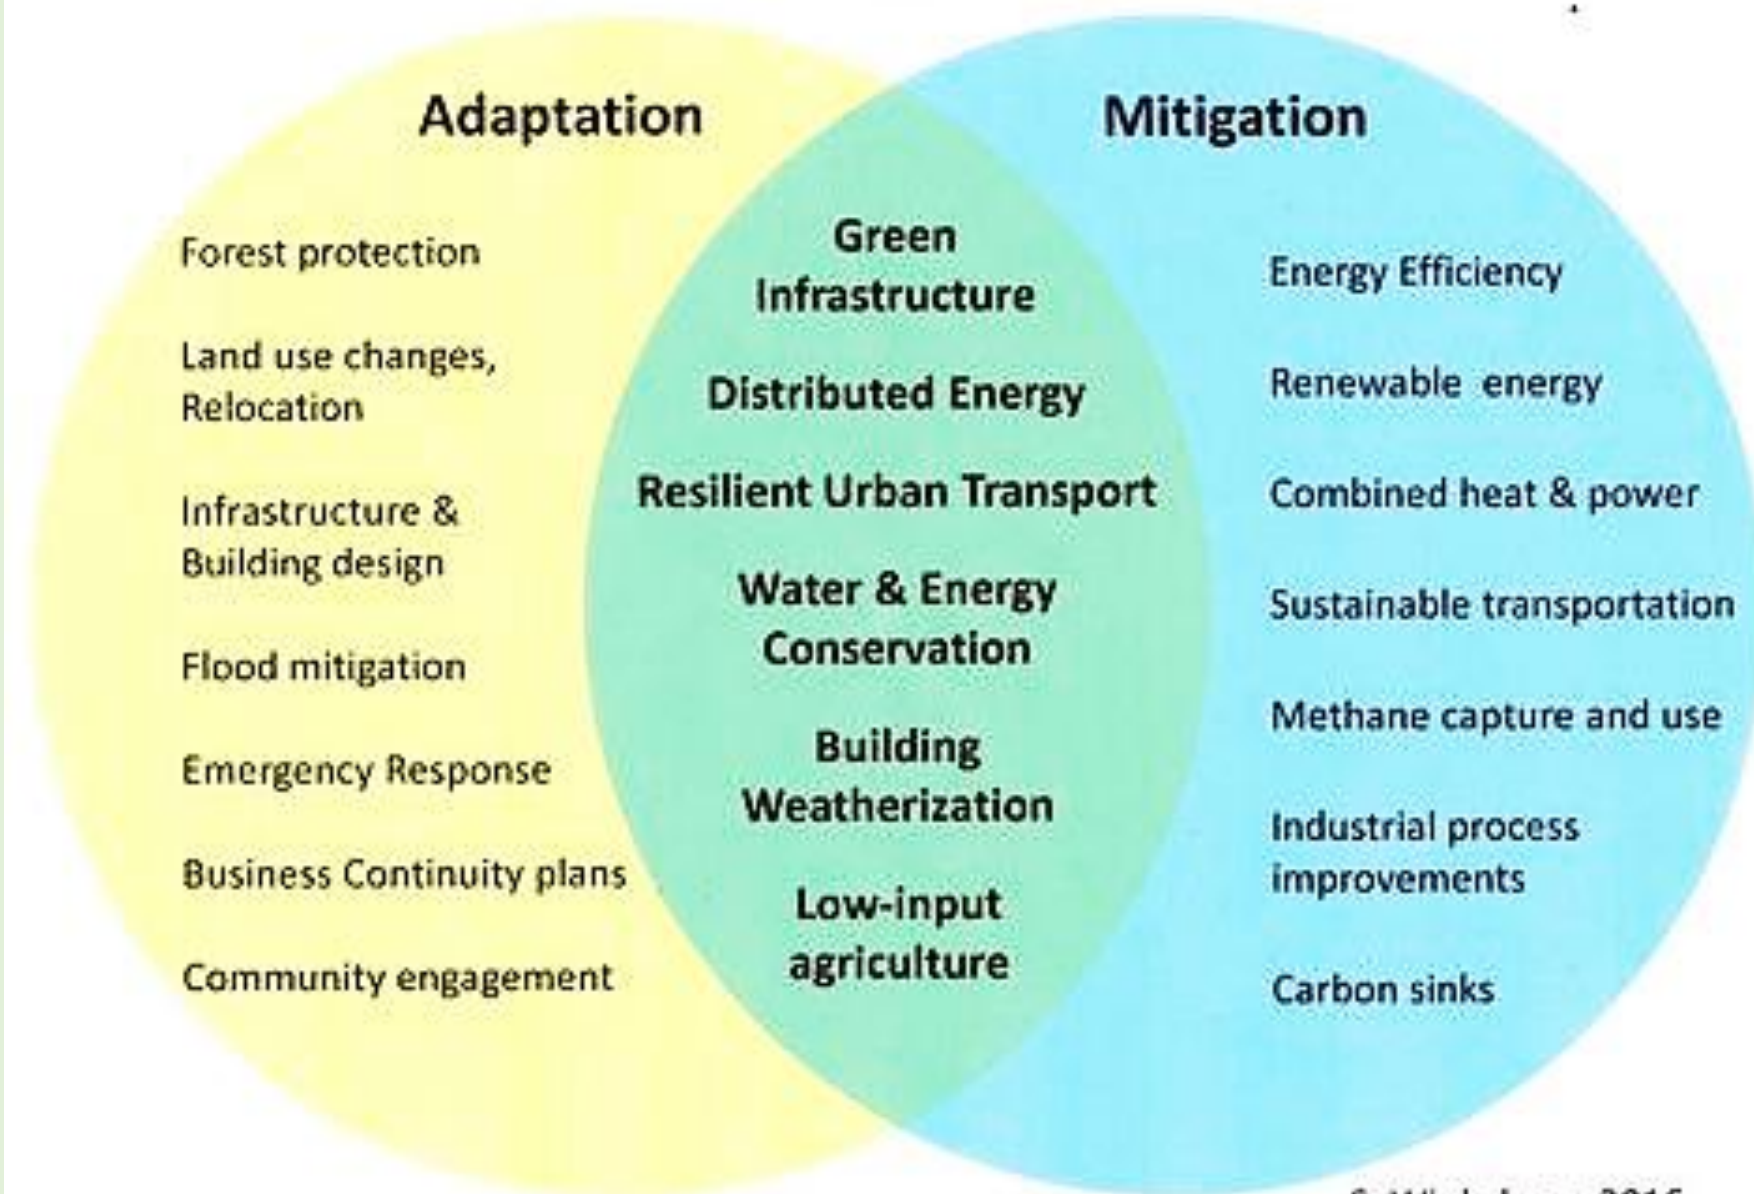 Adaptation
Forest protection
Land use changes,
Relocation
Infrastructure &
Building design
Flood mitigation
Emergency Response
Business Continuity plans
Community engagement
Green
Infrastructure
Distributed Energy
Resilient Urban Transport
Water & Energy
Conservation
Building
Weatherization
Low-input
agriculture
Mitigation
Energy Efficiency
Renewable energy
Combined heat & power
Sustainable transportation
Methane capture and use
Industrial process
improvements
Carbon sinks